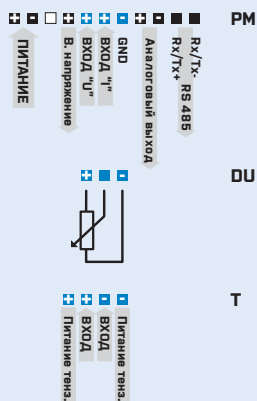 PM
ПИТАНИЕ
В. напряжение
ВХОД "U"
ВХОД "I"
GND
Аналоговый выход
Rx/Tx+
Rx/Tx-
RS 485
DU
T
Питание тенз.
ВХОД
ВХОД
Питание тенз.